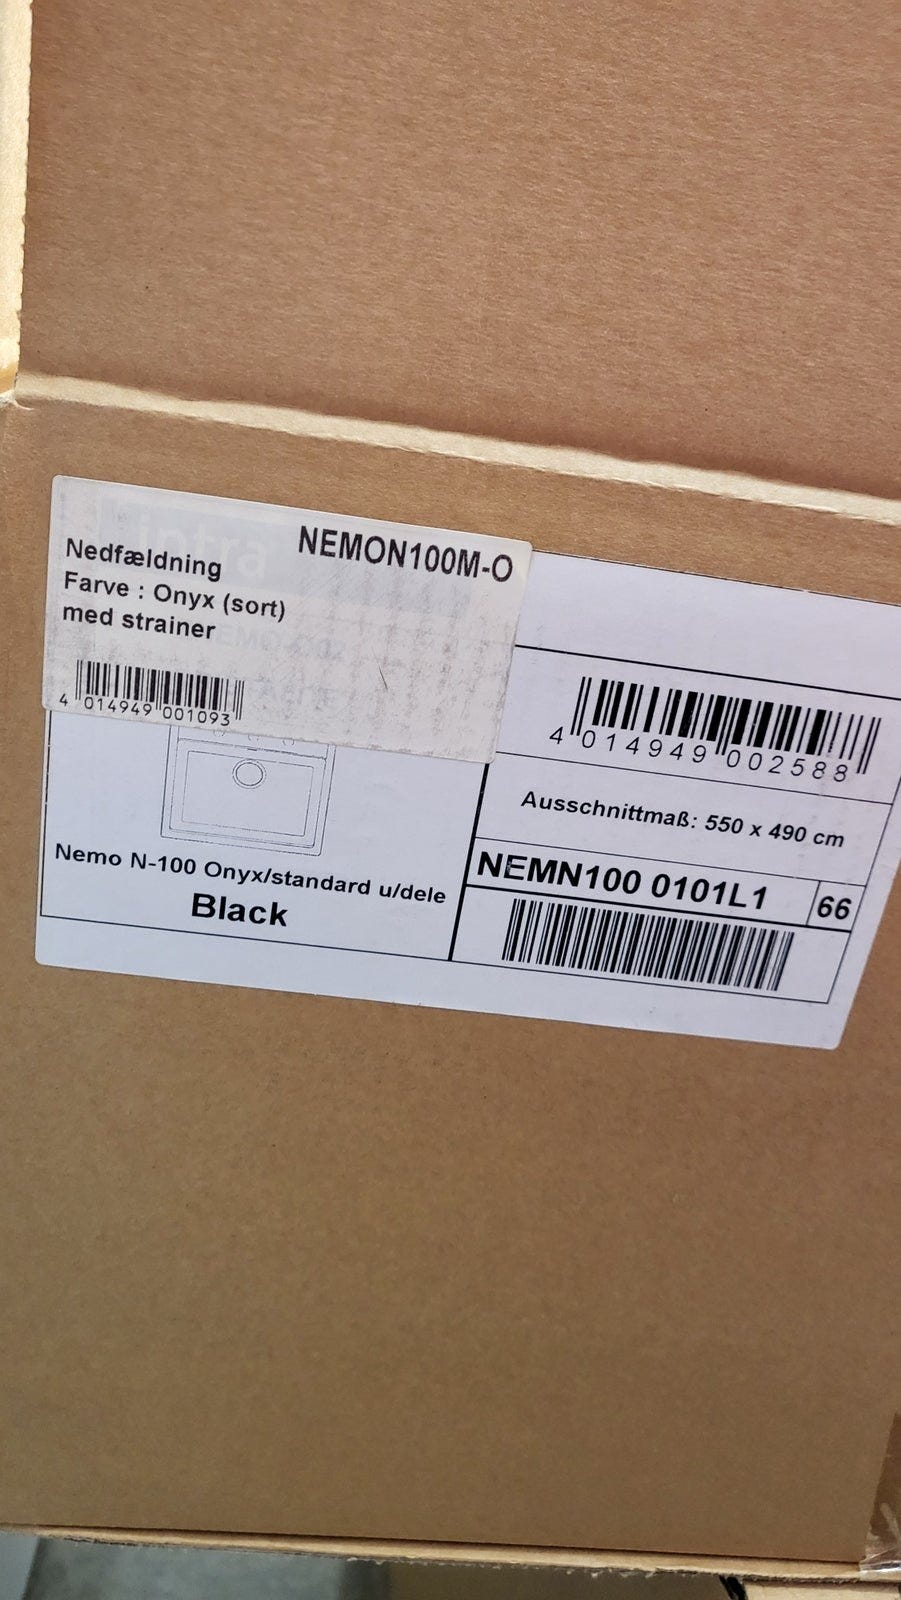 NEMON100M-O
Nedfældning
Farve : Onyx (sort)
med strainer
4 014949 001093
intra
4 014949 002588
Ausschnittmaß: 550 x 490 cm
NEMN100 0101L1
66
Nemo N-100 Onyx/standard u/dele
Black